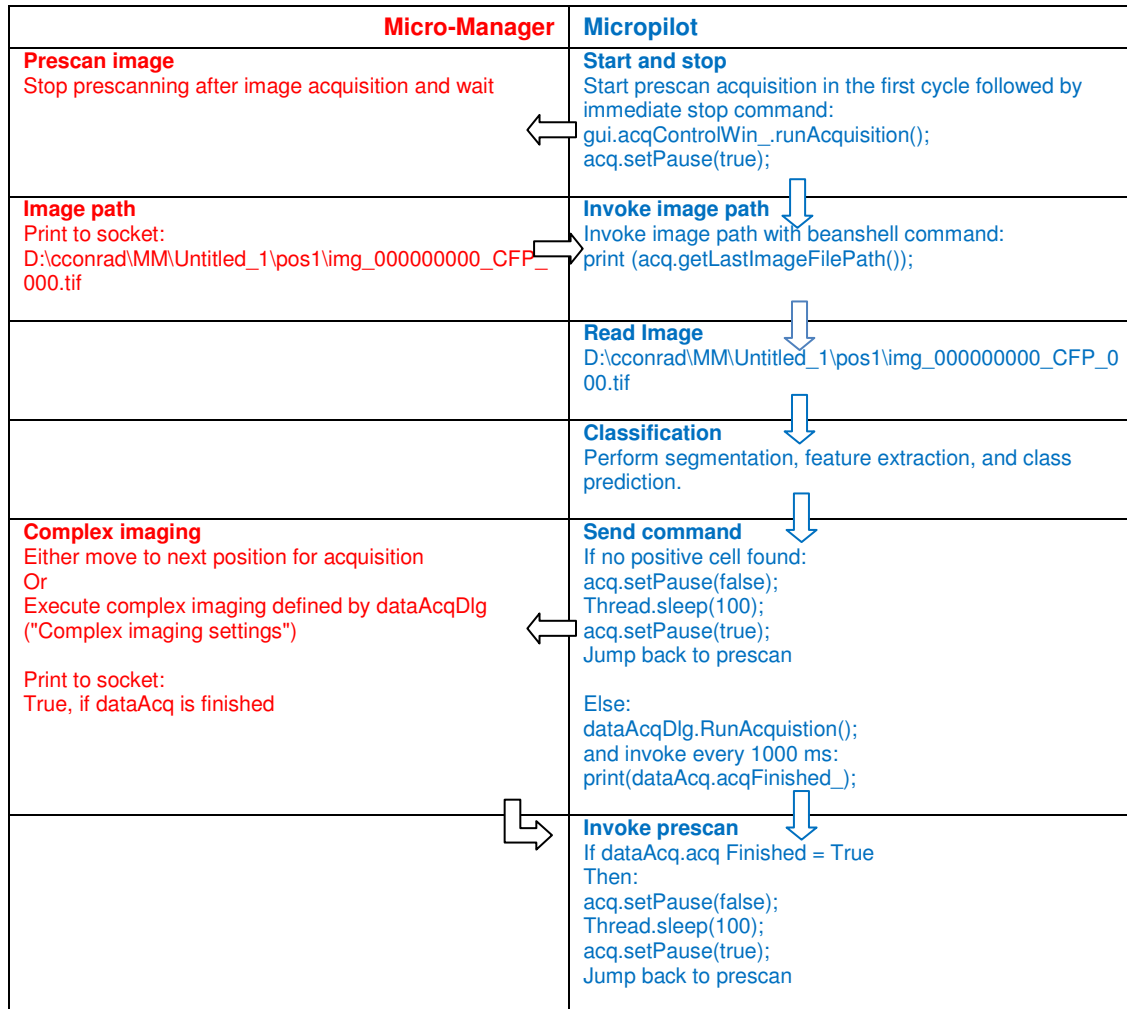 Micro-Manager
Micropilot
Prescan image
Stop prescanning after image acquisition and wait
Start and stop
Start prescan acquisition in the first cycle followed by
immediate stop command:
gui.acqControlWin_.runAcquisition();
acq.setPause(true);
Image path
Print to socket:
D:\cconrad\MM\Untitled_1\pos1\img_000000000_CFP_
000.tif
Invoke image path
Invoke image path with beanshell command:
print (acq.getLastImageFilePath());
Read Image
D:\cconrad\MM\Untitled_1\pos1\img_000000000_CFP_0
00.tif
Classification
Perform segmentation, feature extraction, and class
prediction.
Complex imaging
Either move to next position for acquisition
Or
Execute complex imaging defined by dataAcqDlg
("Complex imaging settings")
Print to socket:
True, if dataAcq is finished
Send command
If no positive cell found:
acq.setPause(false);
Thread.sleep(100);
acq.setPause(true);
Jump back to prescan
Else:
dataAcqDlg.RunAcquistion();
and invoke every 1000 ms:
print(dataAcq.acqFinished_);
Invoke prescan
If dataAcq.acq Finished = True
Then:
acq.setPause(false);
Thread.sleep(100);
acq.setPause(true);
Jump back to prescan